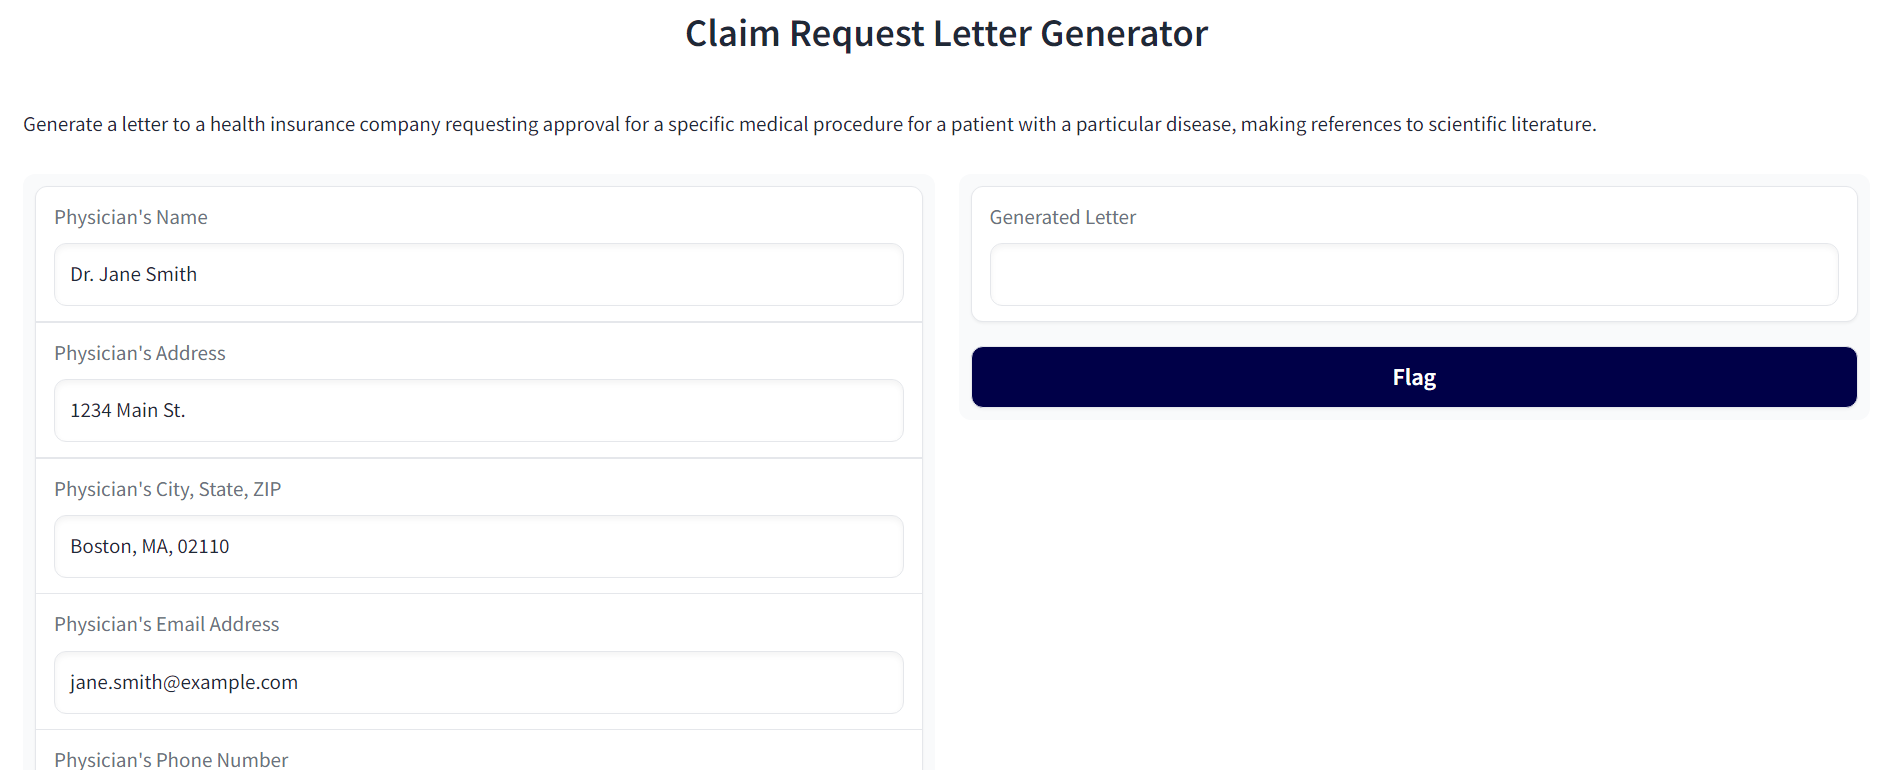 Claim Request Letter Generator
Generate a letter to a health insurance company requesting approval for a specific medical procedure for a patient with a particular disease, making references to scientific literature.
Physician's Name
Dr. Jane Smith
Physician's Address
1234 Main St.
Physician's City, State, ZIP
Boston, MA, 02110
Physician's Email Address
jane.smith@example.com
Physician's Phone Number
Generated Letter
Flag